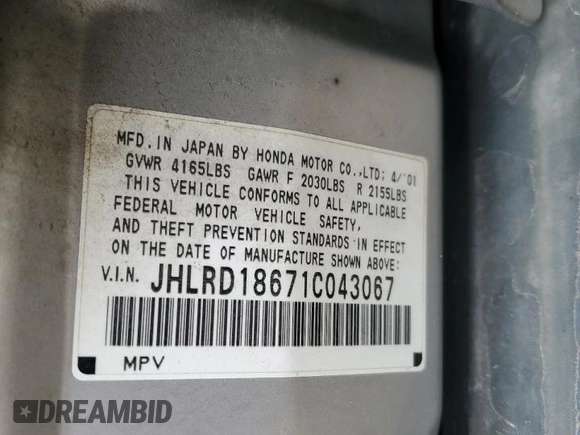 MFD. IN JAPAN BY HONDA MOTOR CO.,LTD; 4/'01
GVWR 4165LBS GAWR F 2030LBS R 2155LBS
THIS VEHICLE CONFORMS TO ALL APPLICABLE
FEDERAL MOTOR VEHICLE SAFETY,
AND THEFT PREVENTION STANDARDS IN EFFECT
ON THE DATE OF MANUFACTURE SHOWN ABOVE:
V.I.N. JHLRD18671C043067
MPV
DREAMBID